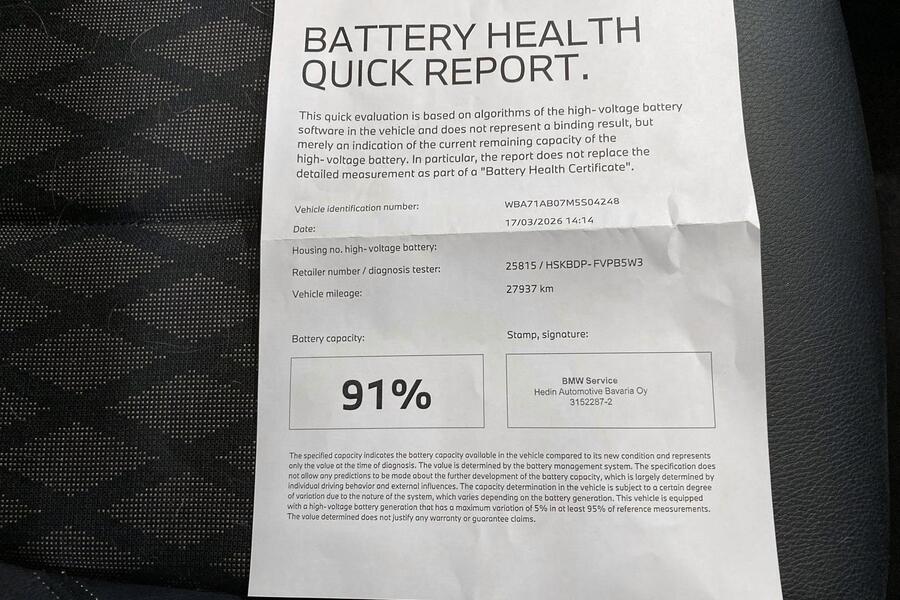 BATTERY HEALTH
QUICK REPORT.
This quick evaluation is based on algorithms of the high-voltage battery
software in the vehicle and does not represent a binding result, but
merely an indication of the current remaining capacity of the
high-voltage battery. In particular, the report does not replace the
detailed measurement as part of a "Battery Health Certificate".
Vehicle identification number: WBA71AB07M5S04248
Date: 17/03/2026 14:14
Housing no. high-voltage battery:
Retailer number / diagnosis tester: 25815 / HSKBDP-FVPB5W3
Vehicle mileage: 27937 km
Battery capacity: Stamp, signature:
91%
BMW Service
Hedin Automotive Bavaria Oy
3152287-2
The specified capacity indicates the battery capacity available in the vehicle compared to its new condition and represents
only the value at the time of diagnosis. The value is determined by the battery management system. The specification does
not allow any predictions to be made about the further development of the battery capacity, which is largely determined by
individual driving behavior and external influences. The capacity determination in the vehicle is subject to a certain degree
of variation due to the nature of the system, which varies depending on the battery generation. This vehicle is equipped
with a high-voltage battery generation that has a maximum variation of 5% in at least 95% of reference measurements.
The value determined does not justify any warranty or guarantee claims.